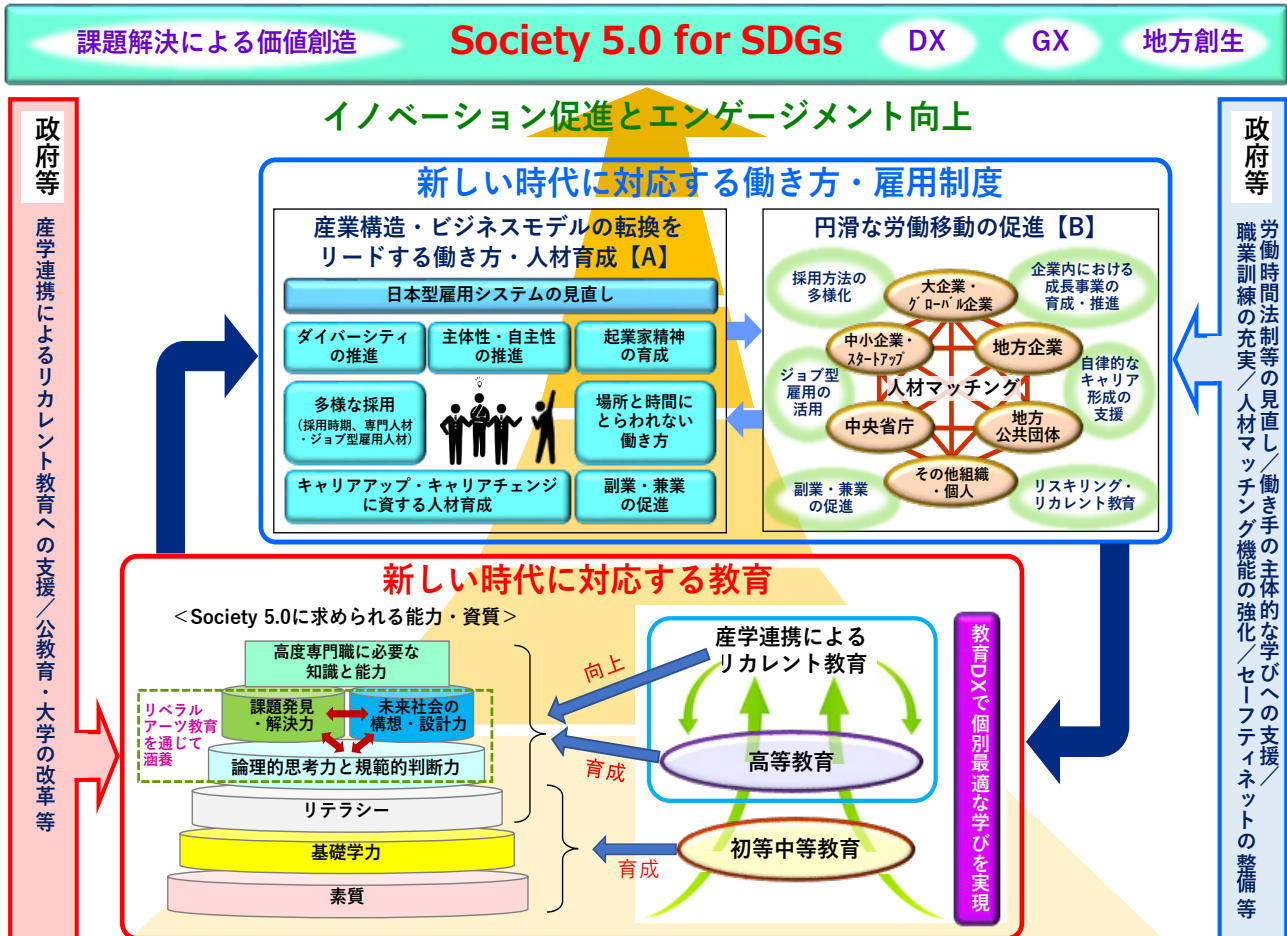 課題解決による価値創造
Society 5.0 for SDGs
DX
GX
地方創生
イノベーション促進とエンゲージメント向上
政府等
産学連携によるリカレント教育への支援／公教育・大学の改革 等
政府等
労働時間法制等の見直し／働き手の主体的な学びへの支援／
職業訓練の充実／人材マッチング機能の強化／セーフティネットの整備 等
新しい時代に対応する働き方・雇用制度
産業構造・ビジネスモデルの転換を
リードする働き方・人材育成【A】
日本型雇用システムの見直し
ダイバーシティ
の推進
主体性・自主性
の推進
起業家精神
の育成
多様な採用
（採用時期、専門人材
・ジョブ型雇用人材）
場所と時間に
とらわれない
働き方
キャリアアップ・キャリアチェンジ
に資する人材育成
副業・兼業
の促進
円滑な労働移動の促進【B】
採用方法の
多様化
大企業・
ｸﾞﾛｰﾊﾞﾙ企業
企業内における
成長事業の
育成・推進
中小企業・
ｽﾀｰﾄｱｯﾌﾟ
地方企業
ジョブ型
雇用の
活用
人材マッチング
自律的な
キャリア
形成の
支援
中央省庁
地方
公共団体
その他組織
・個人
副業・兼業
の促進
リスキリング・
リカレント教育
新しい時代に対応する教育
＜Society 5.0に求められる能力・資質＞
高度専門職に必要な
知識と能力
リベラル
アーツ教育
を通じて
涵養
課題発見
・解決力
未来社会の
構想・設計力
論理的思考力と規範的判断力
リテラシー
基礎学力
素質
向上
育成
育成
産学連携による
リカレント教育
高等教育
初等中等教育
教育DXで個別最適な学びを実現